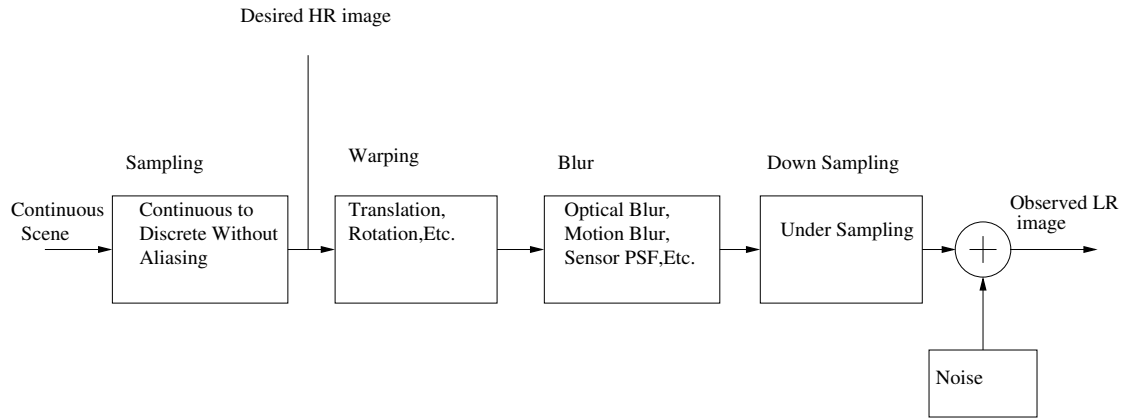 Desired HR image
Sampling
Warping
Blur
Down Sampling
Continuous
Scene
Continuous to
Discrete Without
Aliasing
Translation,
Rotation,Etc.
Optical Blur,
Motion Blur,
Sensor PSF,Etc.
Under Sampling
Observed LR
image
Noise